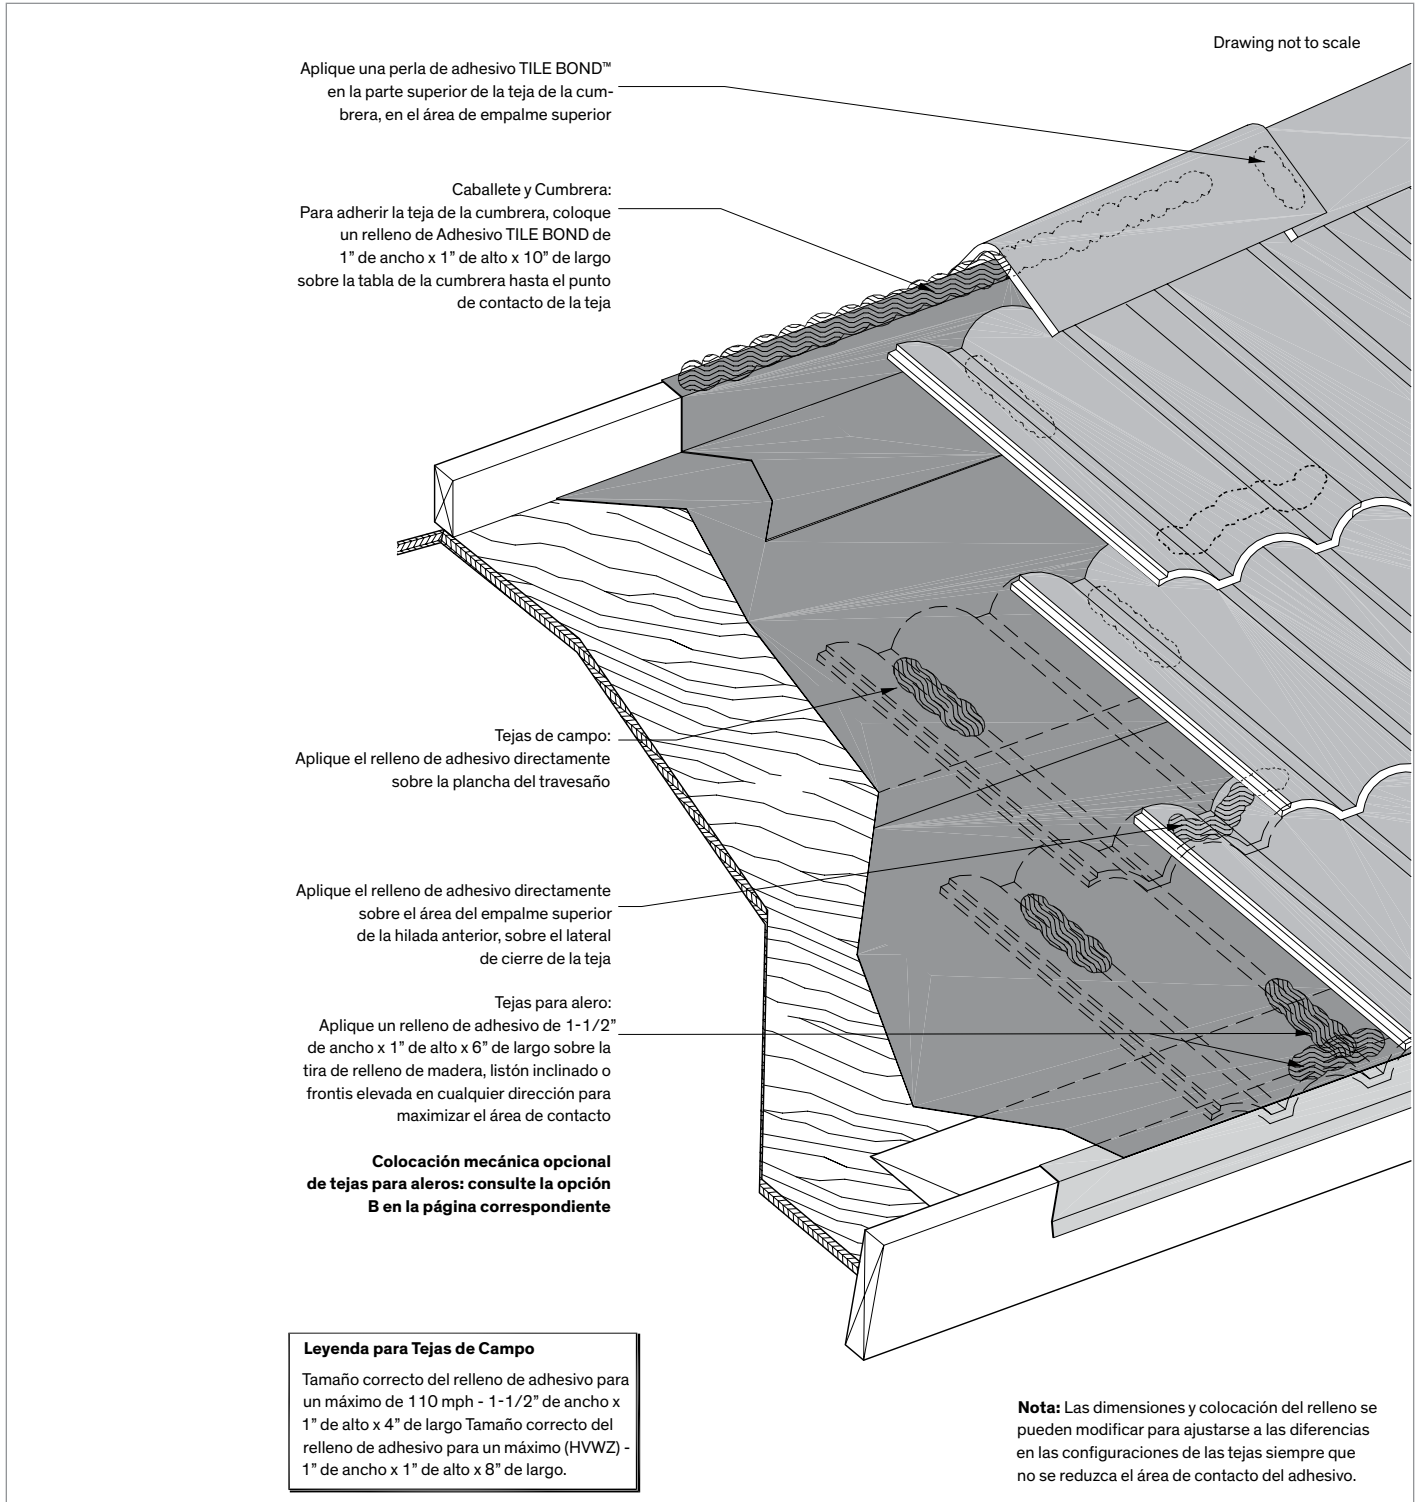 Drawing not to scale
Aplique una perla de adhesivo TILE BOND™
en la parte superior de la teja de la cum-
brera, en el área de empalme superior
Caballete y Cumbrera:
Para adherir la teja de la cumbrera, coloque
un relleno de Adhesivo TILE BOND de
1” de ancho x 1” de alto x 10” de largo
sobre la tabla de la cumbrera hasta el punto
de contacto de la teja
Tejas de campo:
Aplique el relleno de adhesivo directamente
sobre la plancha del travesaño
Aplique el relleno de adhesivo directamente
sobre el área del empalme superior
de la hilada anterior, sobre el lateral
de cierre de la teja
Tejas para alero:
Aplique un relleno de adhesivo de 1-1/2”
de ancho x 1” de alto x 6” de largo sobre la
tira de relleno de madera, listón inclinado o
frontis elevada en cualquier dirección para
maximizar el área de contacto
Colocación mecánica opcional
de tejas para aleros: consulte la opción
B en la página correspondiente
Leyenda para Tejas de Campo
Tamaño correcto del relleno de adhesivo para
un máximo de 110 mph - 1-1/2” de ancho x
1” de alto x 4” de largo Tamaño correcto del
relleno de adhesivo para un máximo (HVWZ) -
1” de ancho x 1” de alto x 8” de largo.
Nota: Las dimensiones y colocación del relleno se
pueden modificar para ajustarse a las diferencias
en las configuraciones de las tejas siempre que
no se reduzca el área de contacto del adhesivo.